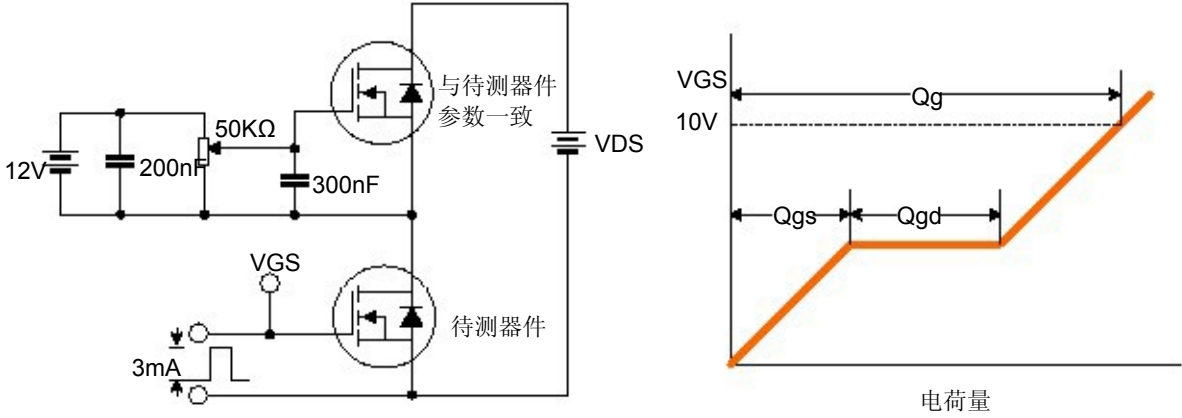 与待测器件
参数一致
50KΩ
12V
200nF
300nF
VDS
VGS
待测器件
3mA
VGS
Qg
10V
Qgs
Qgd
电荷量